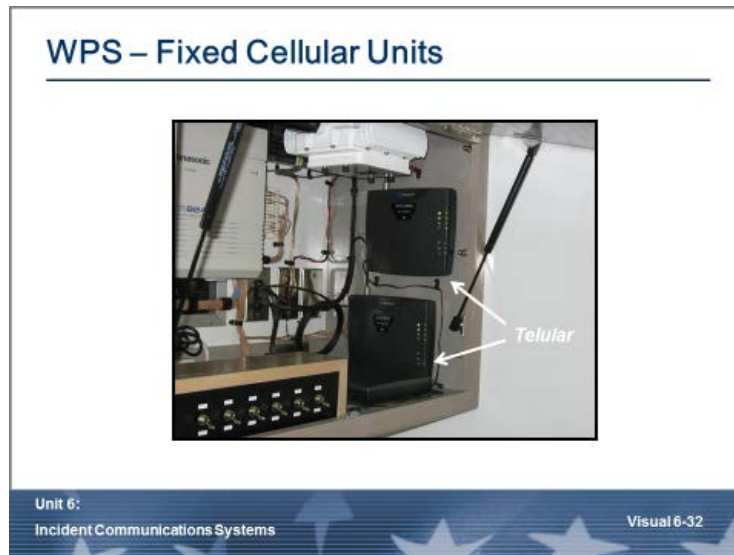 WPS – Fixed Cellular Units
Telular
Unit 6:
Incident Communications Systems
Visual 6-32